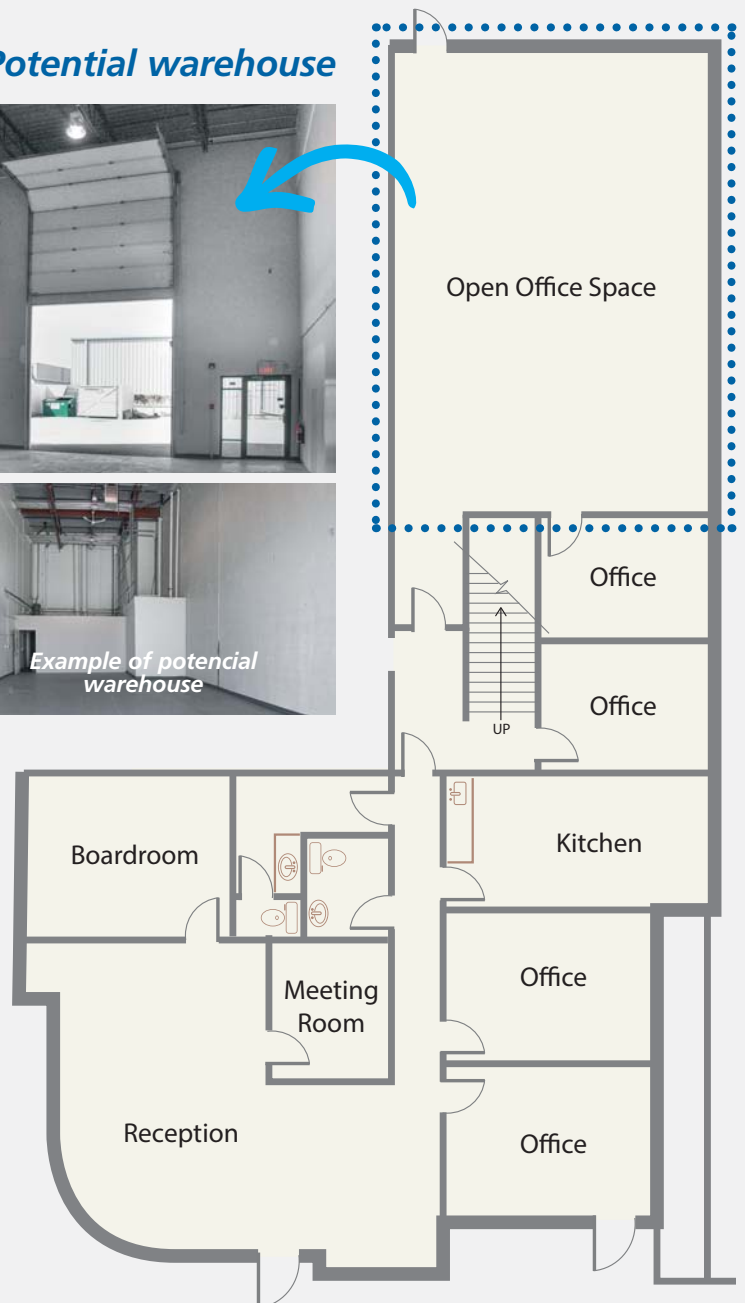 Potential warehouse
Open Office Space
Example of potencial
warehouse
Office
Office
UP
Boardroom
Kitchen
Meeting
Room
Office
Reception
Office